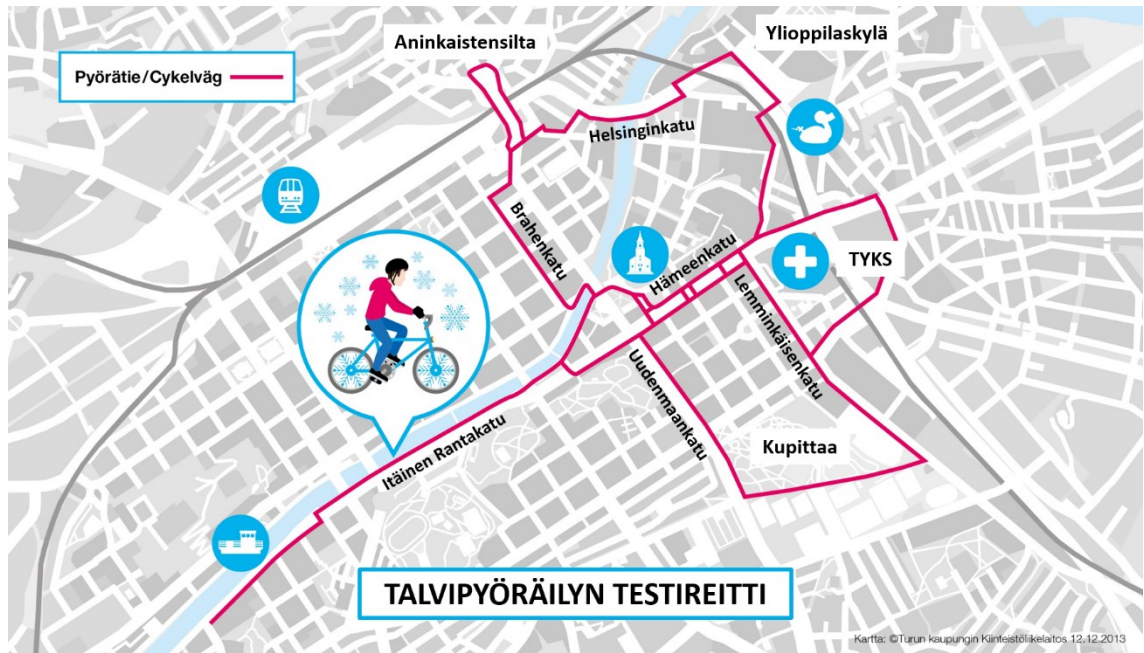 Aninkaistensilta
Ylioppilaskylä
Pyörätie/Cykelväg
Helsinginkatu
Brahenkatu
Hämeenkatu
TYKS
Lemminkäisenkatu
Uudenmaankatu
Kupittaa
Itäinen Rantakatu
TALVIPYÖRÄILYN TESTIREITTI
Kartta: ©Turun kaupungin Kiinteistöliikelaitos 12.12.2013